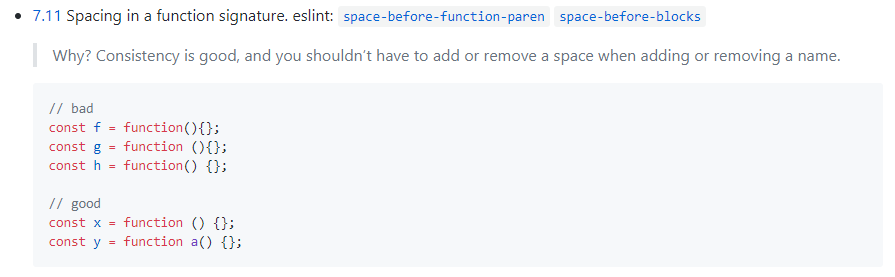 7.11 Spacing in a function signature. eslint: space-before-function-paren space-before-blocks
Why? Consistency is good, and you shouldn’t have to add or remove a space when adding or removing a name.
// bad
const f = function(){};
const g = function (){};
const h = function() {};
// good
const x = function () {};
const y = function a() {};